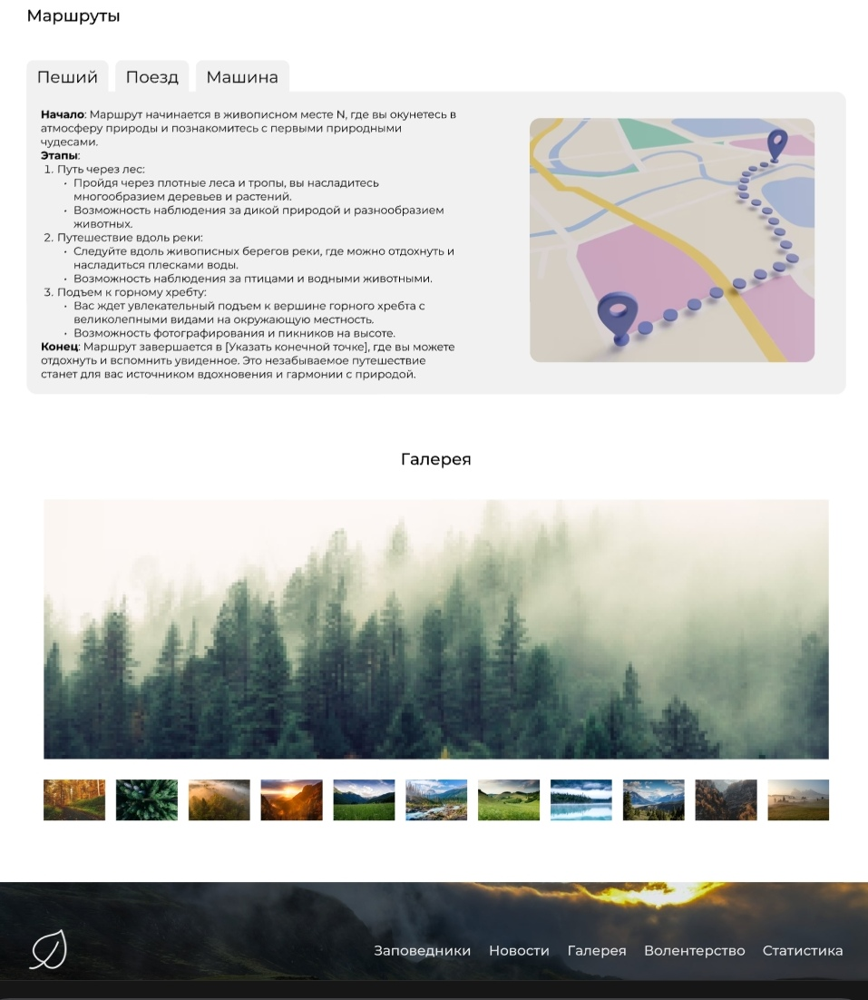 Маршруты
Пеший Поезд Машина
Начало: Маршрут начинается в живописном месте N, где вы окунетесь в
атмосферу природы и познакомитесь с первыми природными
чудесами.
Этапы:
1. Путь через лес:
• Пройдя через плотные леса и тропы, вы насладитесь
многообразием деревьев и растений.
• Возможность наблюдения за дикой природой и разнообразием
животных.
2. Путешествие вдоль реки:
• Следуйте вдоль живописных берегов реки, где можно отдохнуть и
насладиться плесками воды.
• Возможность наблюдения за птицами и водными животными.
3. Подъем к горному хребту:
• Вас ждет увлекательный подъем к вершине горного хребта с
великолепными видами на окружающую местность.
• Возможность фотографирования и пикников на высоте.
Конец: Маршрут завершается в [Указать конечной точке], где вы можете
отдохнуть и вспомнить увиденное. Это незабываемое путешествие
станет для вас источником вдохновения и гармонии с природой.
Галерея
Заповедники Новости Галерея Волентерство Статистика